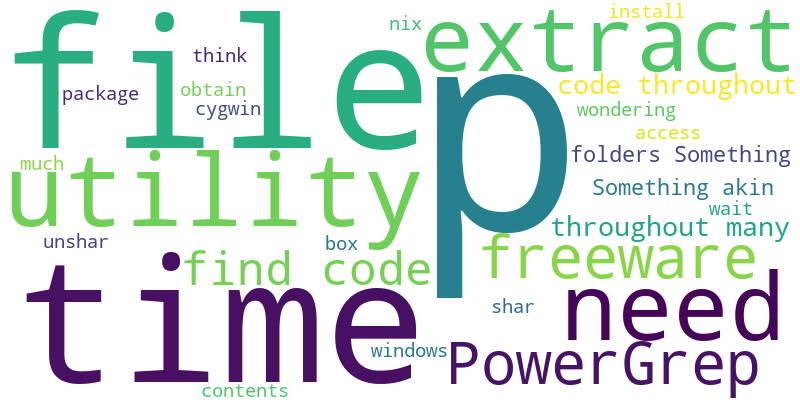 install
nix
file
extract
think
code throughout
package
obtain
cygwin
wondering
p
access
folders Something
much
utility
Something akin
wait
throughout many
unshar
box
freeware
find code
time
need
shar
PowerGrep
windows
contents